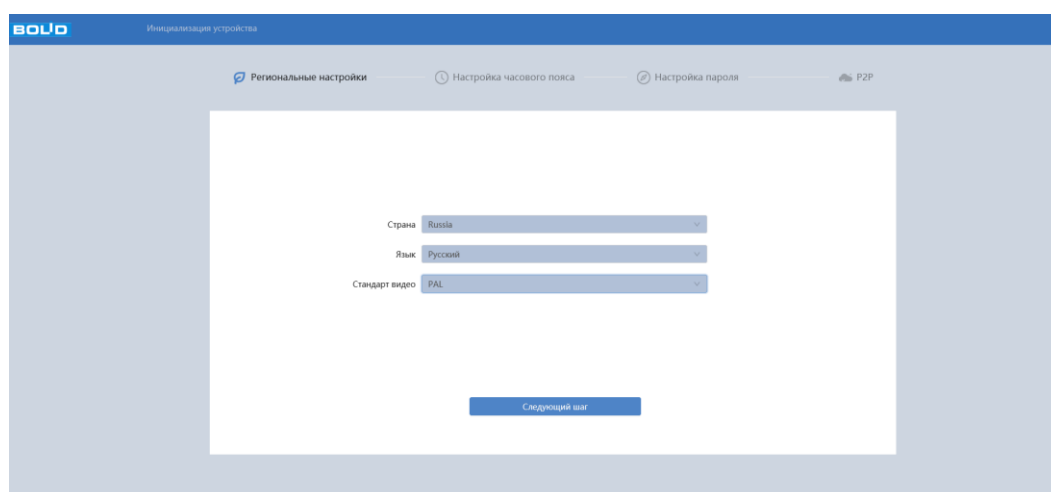 BOLID
Инициализация устройства
Региональные настройки
Настройка часового пояса
Настройка пароля
P2P
Страна Russia
Язык Русский
Стандарт видео PAL
Следующий шаг